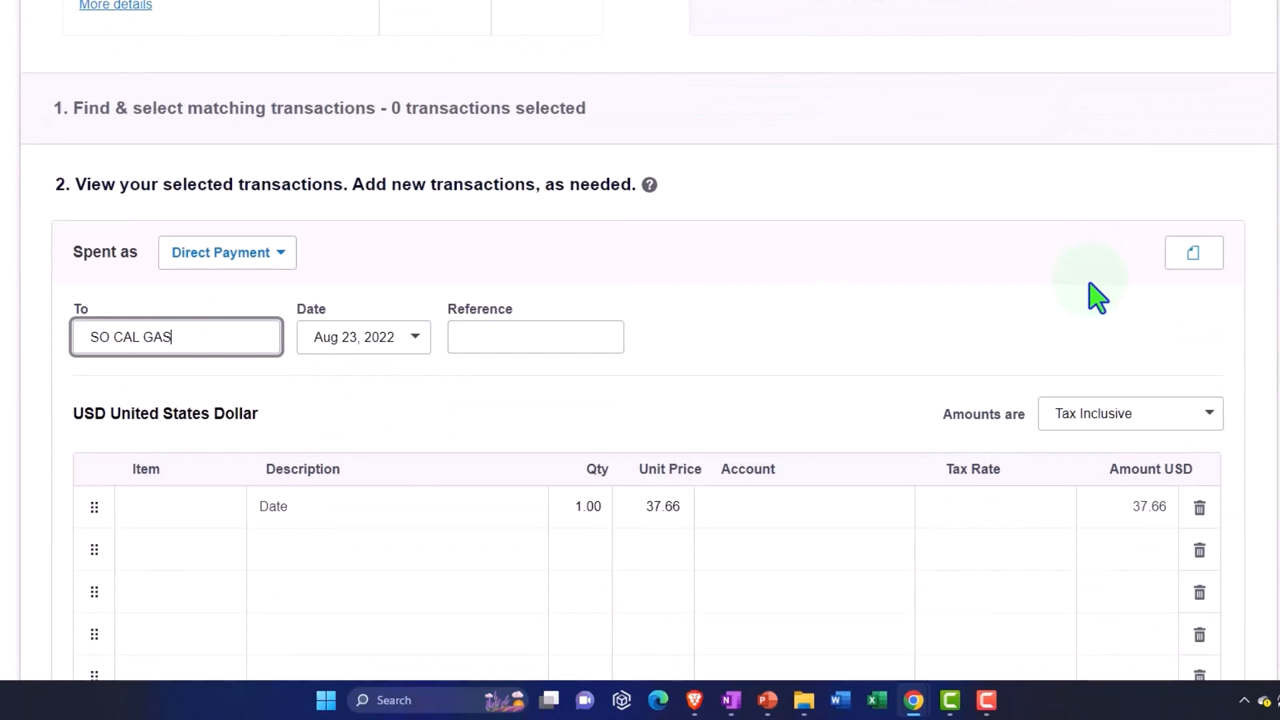 More details
1. Find & select matching transactions - 0 transactions selected
2. View your selected transactions. Add new transactions, as needed. ?
Spent as Direct Payment
To Date Reference
SO CAL GAS Aug 23, 2022
USD United States Dollar Amounts are Tax Inclusive
Item Description Qty Unit Price Account Tax Rate Amount USD
Date 1.00 37.66 37.66
Search